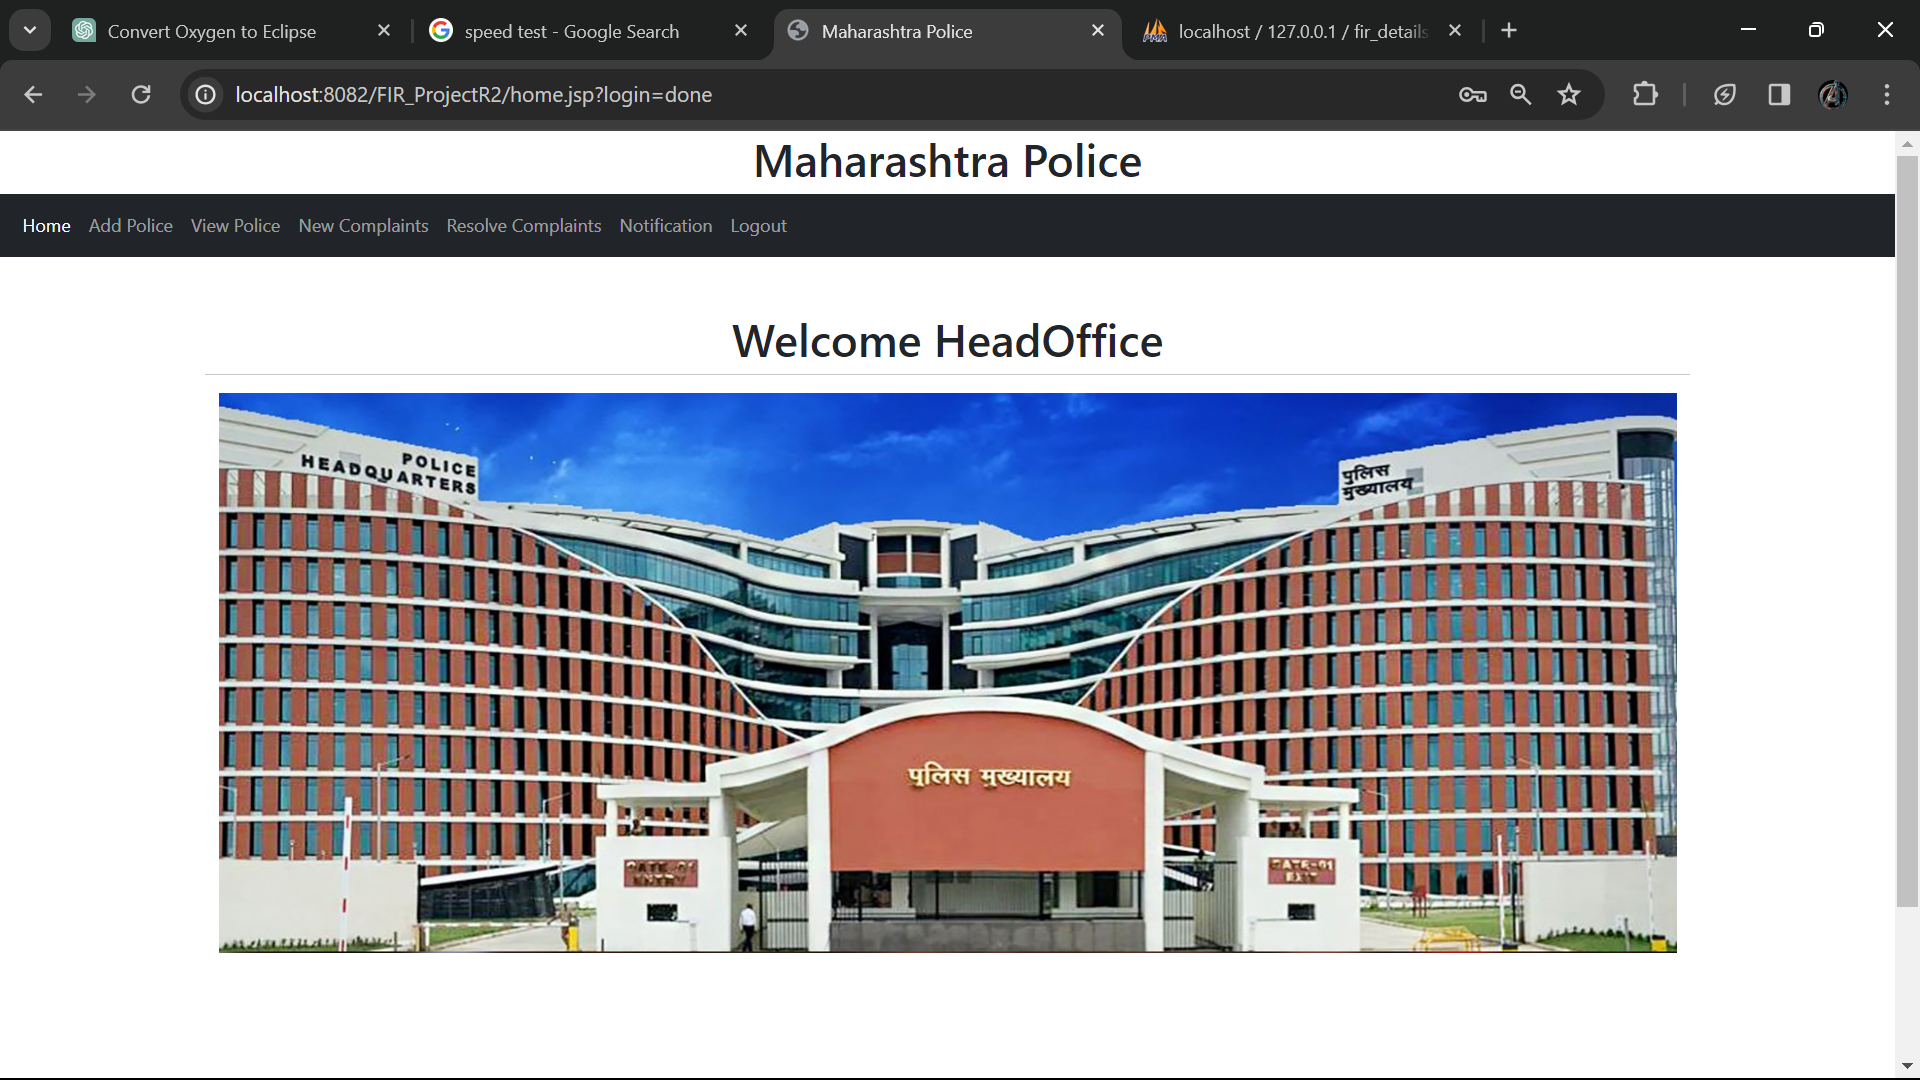 Convert Oxygen to Eclipse
speed test - Google Search
Maharashtra Police
localhost / 127.0.0.1 / fir_details
localhost:8082/FIR_ProjectR2/home.jsp?login=done
Maharashtra Police
Home Add Police View Police New Complaints Resolve Complaints Notification Logout
Welcome HeadOffice
POLICE
HEADQUARTERS
पुलिस
मुख्यालय
पुलिस मुख्यालय
GATE-01
ENTRY
GATE-01
EXIT